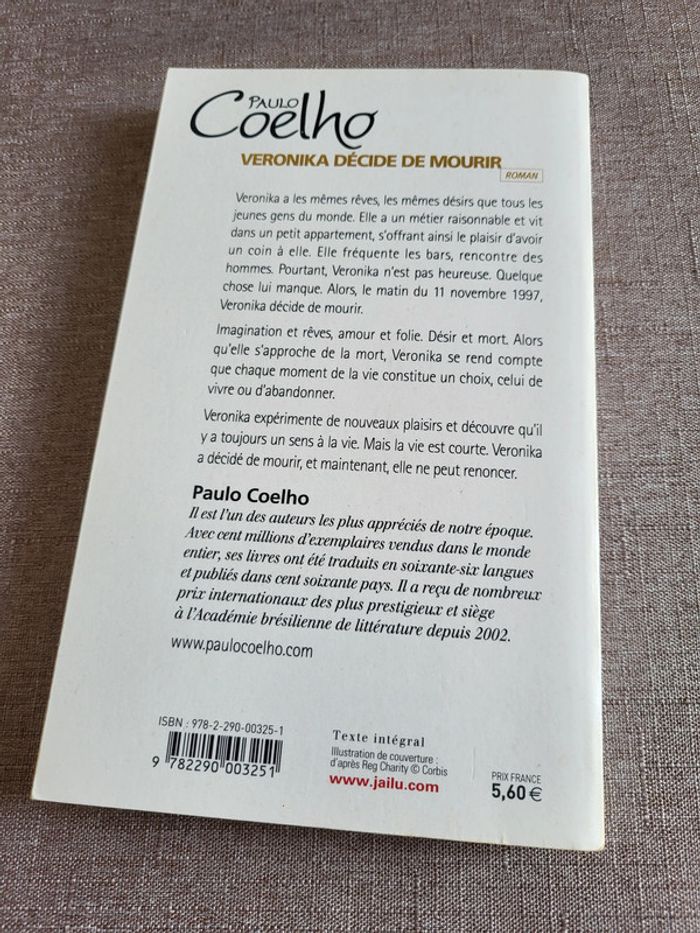 PAULO
Coelho
VERONIKA DÉCIDE DE MOURIR
ROMAN
Veronika a les mêmes rêves, les mêmes désirs que tous les
jeunes gens du monde. Elle a un métier raisonnable et vit
dans un petit appartement, s'offrant ainsi le plaisir d'avoir
un coin à elle. Elle fréquente les bars, rencontre des
hommes. Pourtant, Veronika n'est pas heureuse. Quelque
chose lui manque. Alors, le matin du 11 novembre 1997,
Veronika décide de mourir.
Imagination et rêves, amour et folie. Désir et mort. Alors
qu'elle s'approche de la mort, Veronika se rend compte
que chaque moment de la vie constitue un choix, celui de
vivre ou d'abandonner.
Veronika expérimente de nouveaux plaisirs et découvre qu'il
y a toujours un sens à la vie. Mais la vie est courte. Veronika
a décidé de mourir, et maintenant, elle ne peut renoncer.
Paulo Coelho
Il est l'un des auteurs les plus appréciés de notre époque.
Avec cent millions d'exemplaires vendus dans le monde
entier, ses livres ont été traduits en soixante-six langues
et publiés dans cent soixante pays. Il a reçu de nombreux
prix internationaux des plus prestigieux et siège
à l'Académie brésilienne de littérature depuis 2002.
www.paulocoelho.com
ISBN : 978-2-290-00325-1
9 782290 003251
Texte intégral
Illustration de couverture :
d'après Reg Charity © Corbis
www.jailu.com
PRIX FRANCE
5,60 €